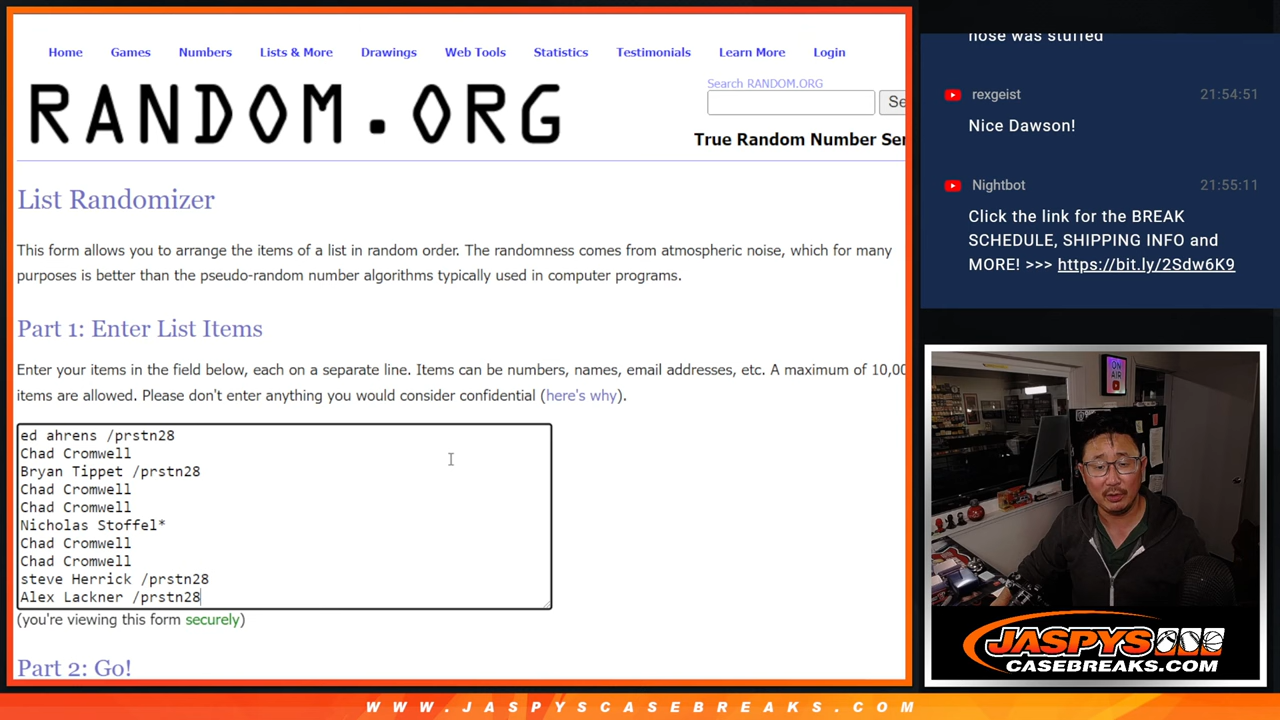 Home Games Numbers Lists & More Drawings Web Tools Statistics Testimonials Learn More Login
RANDOM.ORG
Search RANDOM.ORG
Se
True Random Number Ser
List Randomizer
This form allows you to arrange the items of a list in random order. The randomness comes from atmospheric noise, which for many
purposes is better than the pseudo-random number algorithms typically used in computer programs.
Part 1: Enter List Items
Enter your items in the field below, each on a separate line. Items can be numbers, names, email addresses, etc. A maximum of 10,00
items are allowed. Please don't enter anything you would consider confidential (here's why).
ed ahrens /prstn28
Chad Cromwell
Bryan Tippet /prstn28
Chad Cromwell
Chad Cromwell
Nicholas Stoffel*
Chad Cromwell
Chad Cromwell
steve Herrick /prstn28
Alex Lackner /prstn28
(you're viewing this form securely)
Part 2: Go!
nose was stuffed
rexgeist 21:54:51
Nice Dawson!
Nightbot 21:55:11
Click the link for the BREAK
SCHEDULE, SHIPPING INFO and
MORE! >>> https://bit.ly/2Sdw6K9
ON
AIR
JASPYS
CASEBREAKS.COM
WWW.JASPYSCASEBREAKS.COM